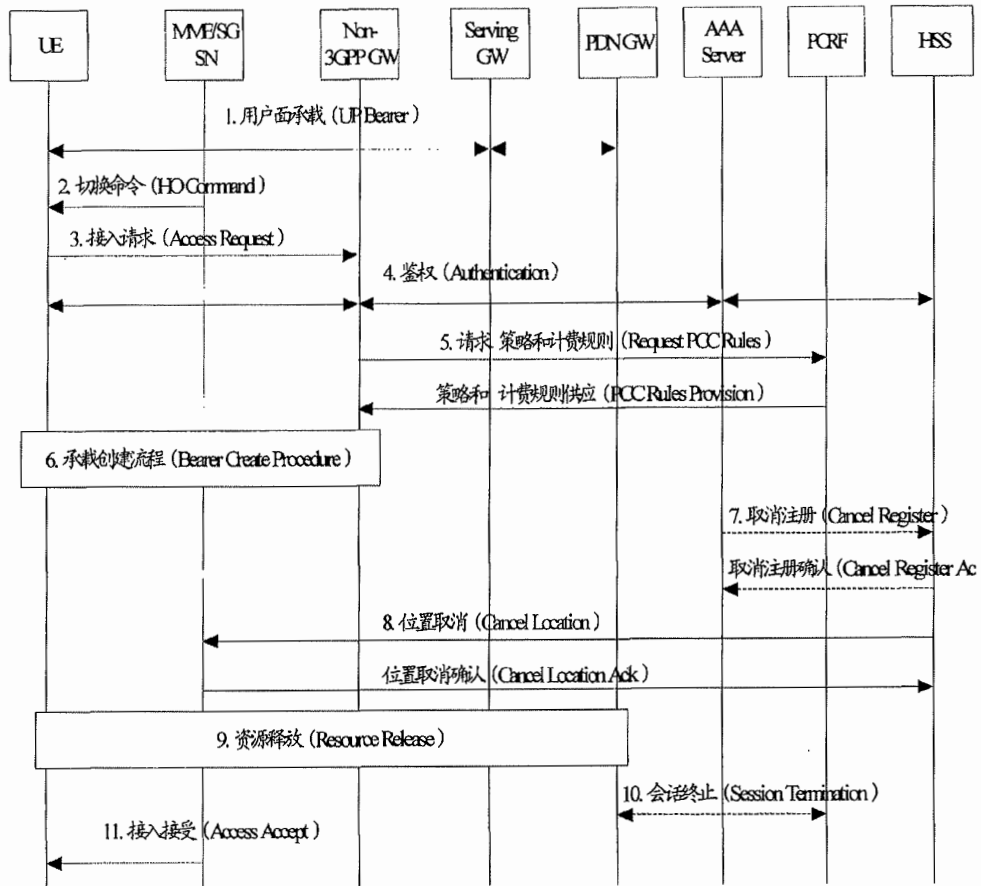 UE
MME/SG
SN
Non-
3GPP GW
Serving
GW
PDN GW
AAA
Server
PCRF
HSS
1. 用户面承载 (UP Bearer)
2. 切换命令 (HO Command)
3. 接入请求 (Access Request)
4. 鉴权 (Authentication)
5. 请求 策略和计费规则 (Request PCC Rules)
策略和 计费规则供应 (PCC Rules Provision)
6. 承载创建流程 (Bearer Create Procedure)
7. 取消注册 (Cancel Register)
取消注册确认 (Cancel Register Ac
8. 位置取消 (Cancel Location)
位置取消确认 (Cancel Location Ack)
9. 资源释放 (Resource Release)
10. 会话终止 (Session Termination)
11. 接入接受 (Access Accept)